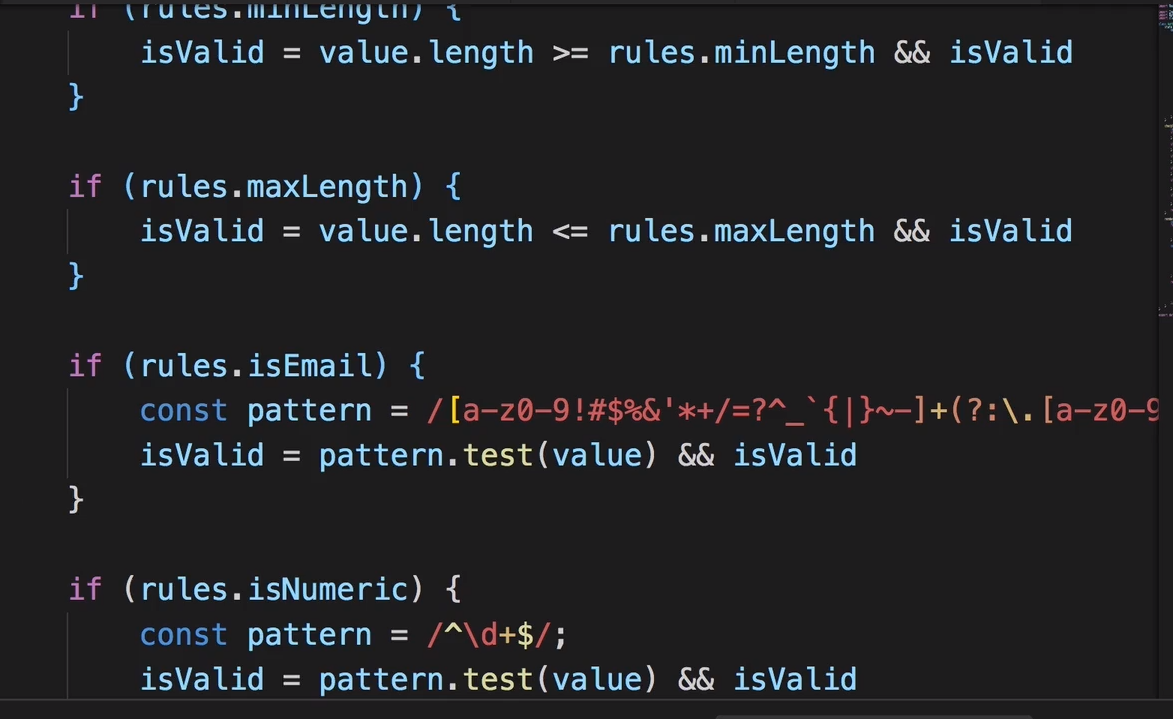 if (rules.minLength) {
isValid = value.length >= rules.minLength && isValid
}
if (rules.maxLength) {
isValid = value.length <= rules.maxLength && isValid
}
if (rules.isEmail) {
const pattern = /[a-z0-9!#$%&'*+/=?^_`{|}~-]+(?:\.[a-z0-9
isValid = pattern.test(value) && isValid
}
if (rules.isNumeric) {
const pattern = /^\d+$/;
isValid = pattern.test(value) && isValid